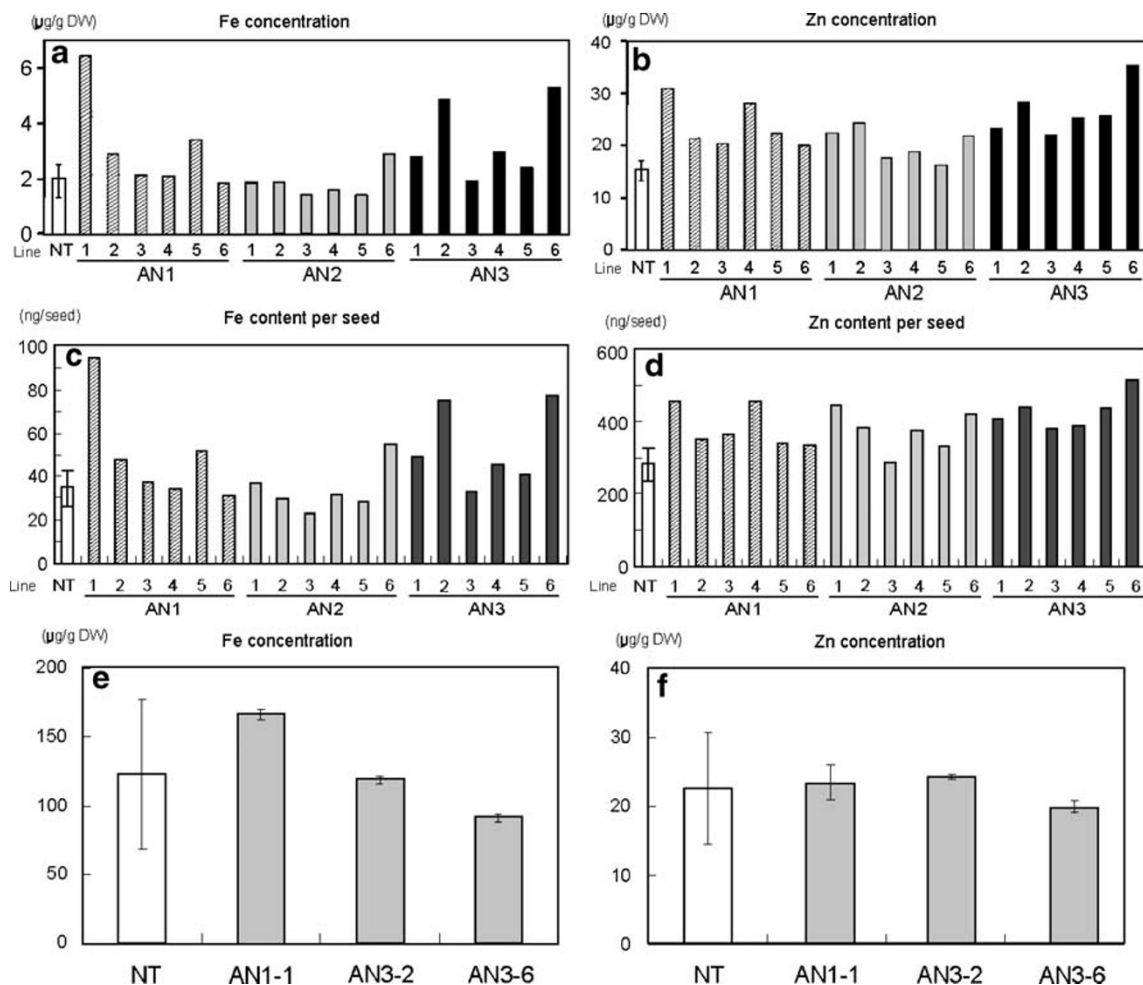 (µg/g DW) Fe concentration
a
6
4
2
0
Line NT 1 2 3 4 5 6 1 2 3 4 5 6 1 2 3 4 5 6
AN1 AN2 AN3
(µg/g DW) Zn concentration
b
40
30
20
10
0
Line NT 1 2 3 4 5 6 1 2 3 4 5 6 1 2 3 4 5 6
AN1 AN2 AN3
(ng/seed) Fe content per seed
c
100
80
60
40
20
0
Line NT 1 2 3 4 5 6 1 2 3 4 5 6 1 2 3 4 5 6
AN1 AN2 AN3
(ng/seed) Zn content per seed
d
600
400
200
0
Line NT 1 2 3 4 5 6 1 2 3 4 5 6 1 2 3 4 5 6
AN1 AN2 AN3
(µg/g DW) Fe concentration
e
200
150
100
50
0
NT AN1-1 AN3-2 AN3-6
(µg/g DW) Zn concentration
f
40
30
20
10
0
NT AN1-1 AN3-2 AN3-6